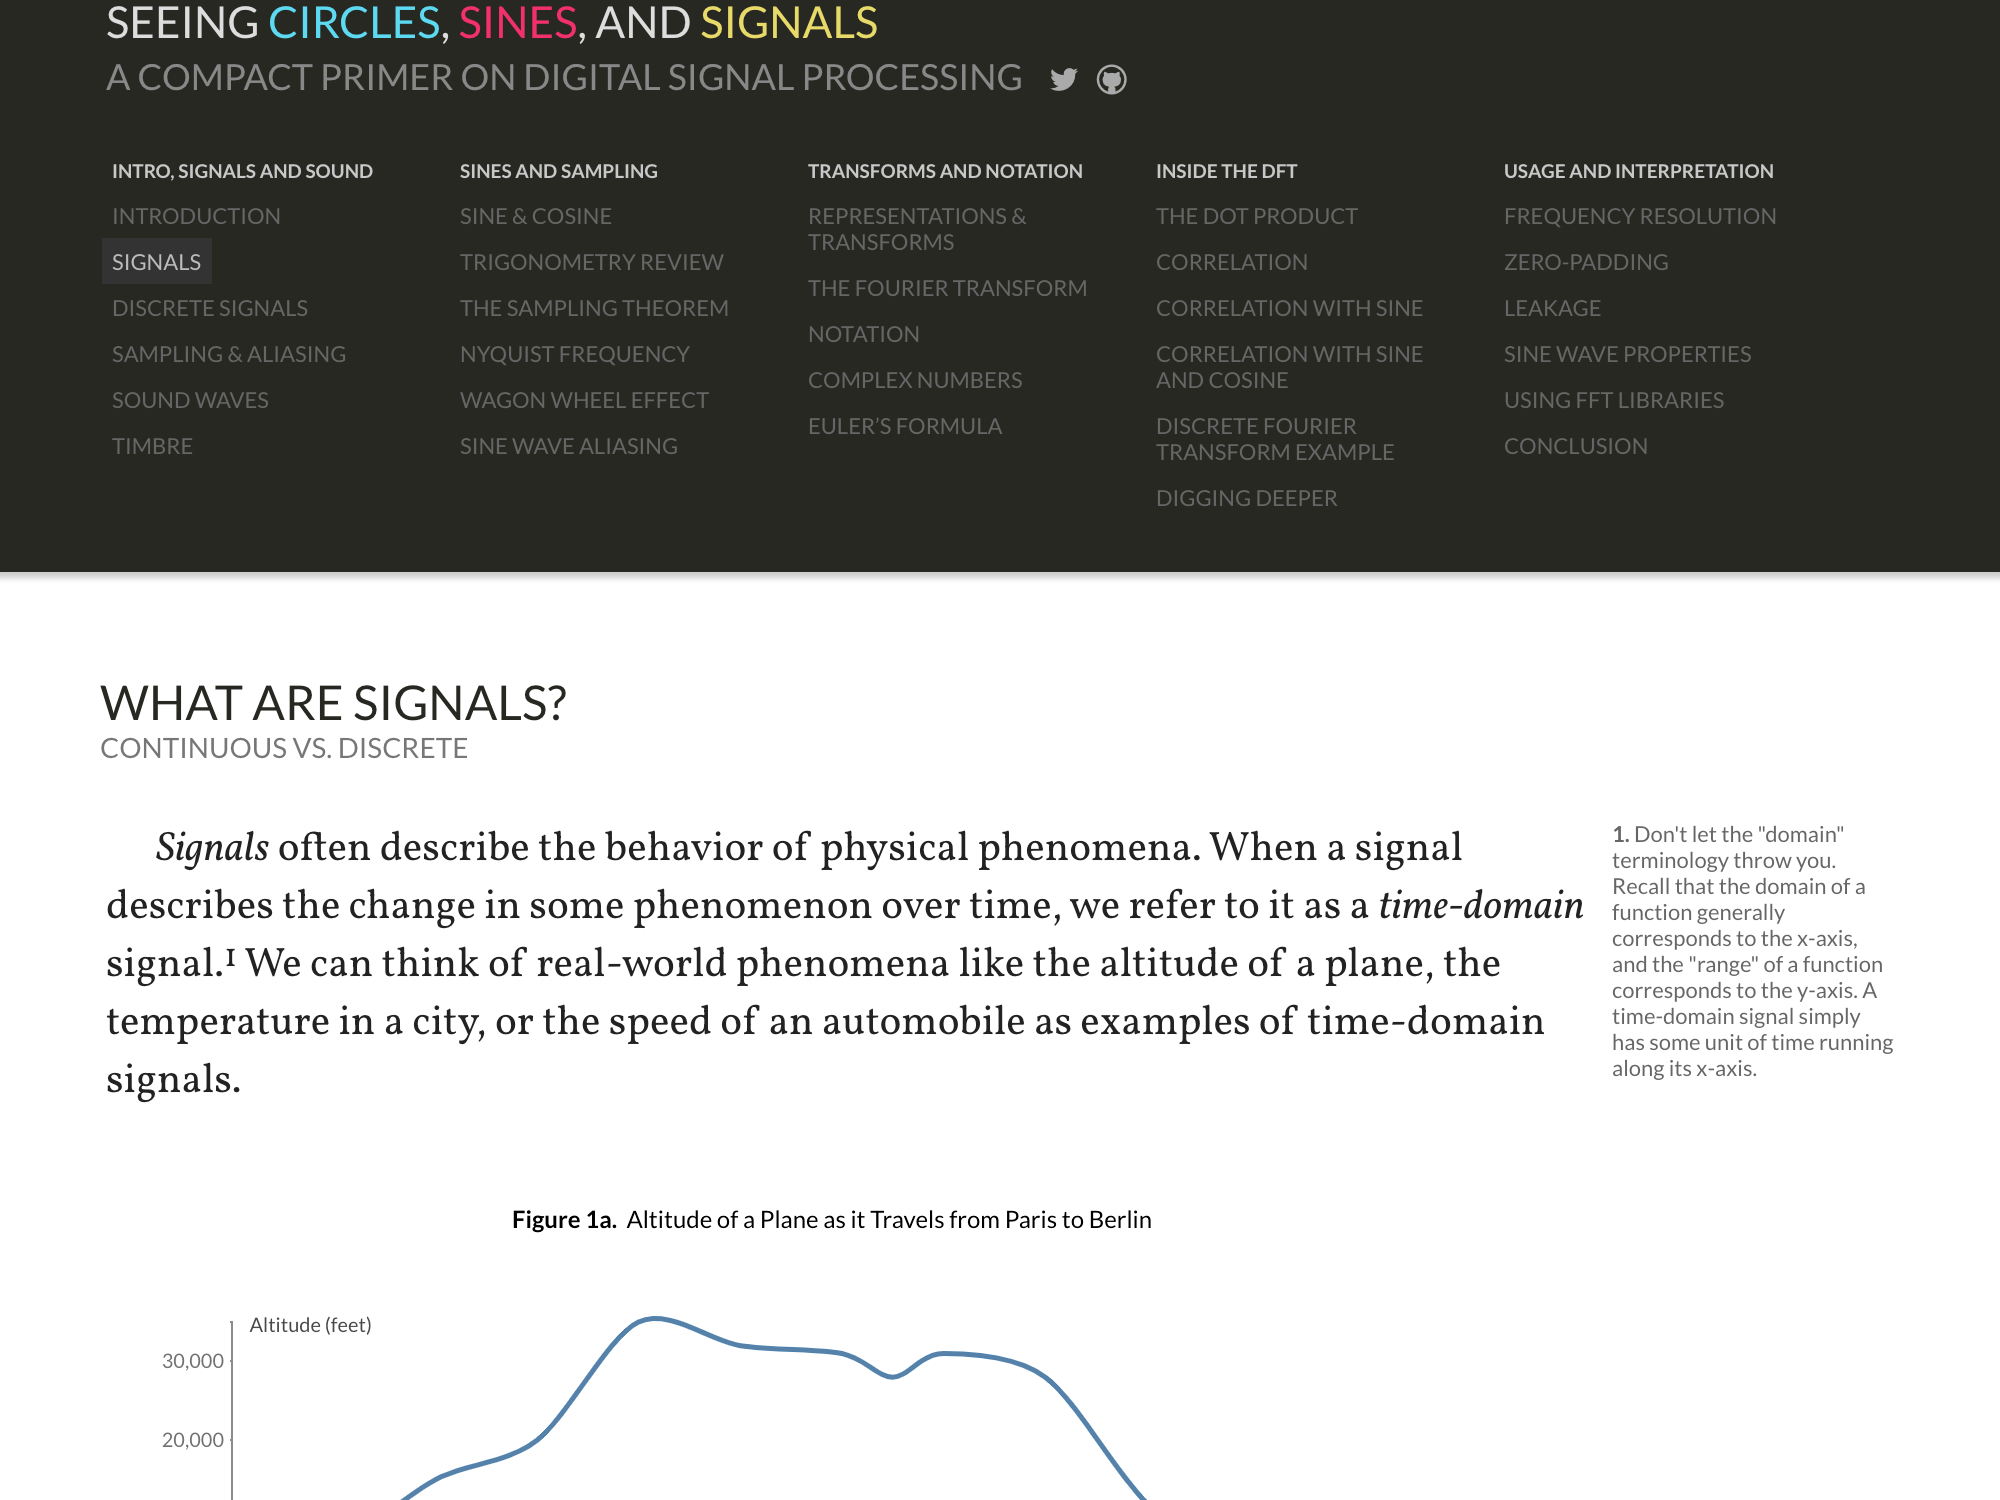 SEEING CIRCLES, SINES, AND SIGNALS
A COMPACT PRIMER ON DIGITAL SIGNAL PROCESSING
INTRO, SIGNALS AND SOUND
INTRODUCTION
SIGNALS
DISCRETE SIGNALS
SAMPLING & ALIASING
SOUND WAVES
TIMBRE
SINES AND SAMPLING
SINE & COSINE
TRIGONOMETRY REVIEW
THE SAMPLING THEOREM
NYQUIST FREQUENCY
WAGON WHEEL EFFECT
SINE WAVE ALIASING
TRANSFORMS AND NOTATION
REPRESENTATIONS &
TRANSFORMS
THE FOURIER TRANSFORM
NOTATION
COMPLEX NUMBERS
EULER’S FORMULA
INSIDE THE DFT
THE DOT PRODUCT
CORRELATION
CORRELATION WITH SINE
CORRELATION WITH SINE
AND COSINE
DISCRETE FOURIER
TRANSFORM EXAMPLE
DIGGING DEEPER
USAGE AND INTERPRETATION
FREQUENCY RESOLUTION
ZERO-PADDING
LEAKAGE
SINE WAVE PROPERTIES
USING FFT LIBRARIES
CONCLUSION
WHAT ARE SIGNALS?
CONTINUOUS VS. DISCRETE
Signals often describe the behavior of physical phenomena. When a signal
describes the change in some phenomenon over time, we refer to it as a time-domain
signal.¹ We can think of real-world phenomena like the altitude of a plane, the
temperature in a city, or the speed of an automobile as examples of time-domain
signals.
1. Don't let the "domain"
terminology throw you.
Recall that the domain of a
function generally
corresponds to the x-axis,
and the "range" of a function
corresponds to the y-axis. A
time-domain signal simply
has some unit of time running
along its x-axis.
Figure 1a. Altitude of a Plane as it Travels from Paris to Berlin
Altitude (feet)
30,000
20,000